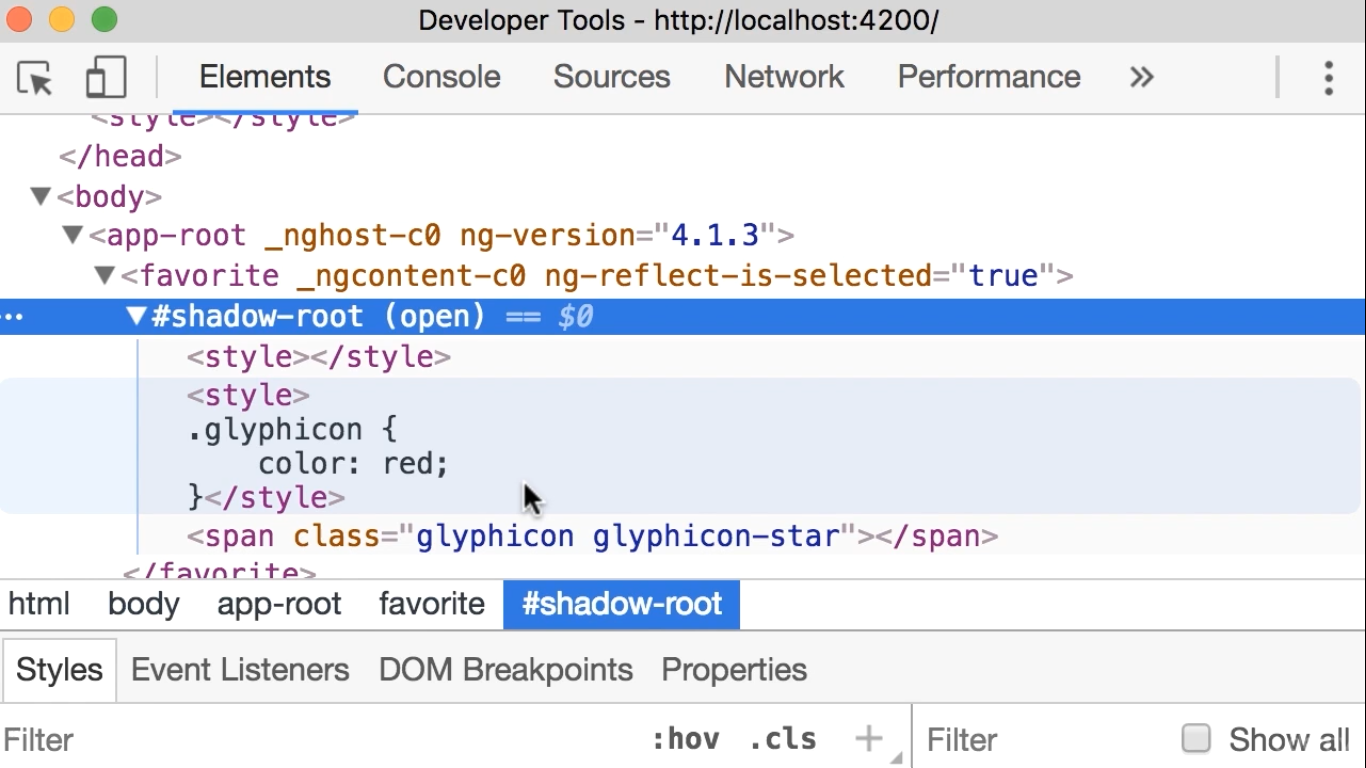 Developer Tools - http://localhost:4200/
Elements Console Sources Network Performance »
<style></style>
</head>
▼<body>
▼<app-root _nghost-c0 ng-version="4.1.3">
▼<favorite _ngcontent-c0 ng-reflect-is-selected="true">
… ▼#shadow-root (open) == $0
<style></style>
<style>
.glyphicon {
color: red;
}</style>
<span class="glyphicon glyphicon-star"></span>
</favorite>
html body app-root favorite #shadow-root
Styles Event Listeners DOM Breakpoints Properties
Filter :hov .cls + Filter Show all